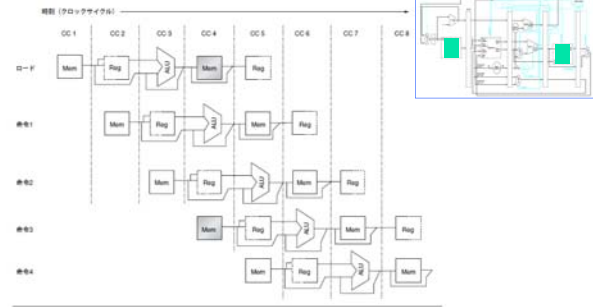 時刻（クロックサイクル）
CC 1 CC 2 CC 3 CC 4 CC 5 CC 6 CC 7 CC 8
ロード Mem Reg ALU Mem Reg
命令1 Mem Reg ALU Mem Reg
命令2 Mem Reg ALU Mem Reg
命令3 Mem Reg ALU Mem Reg
命令4 Mem Reg ALU Mem